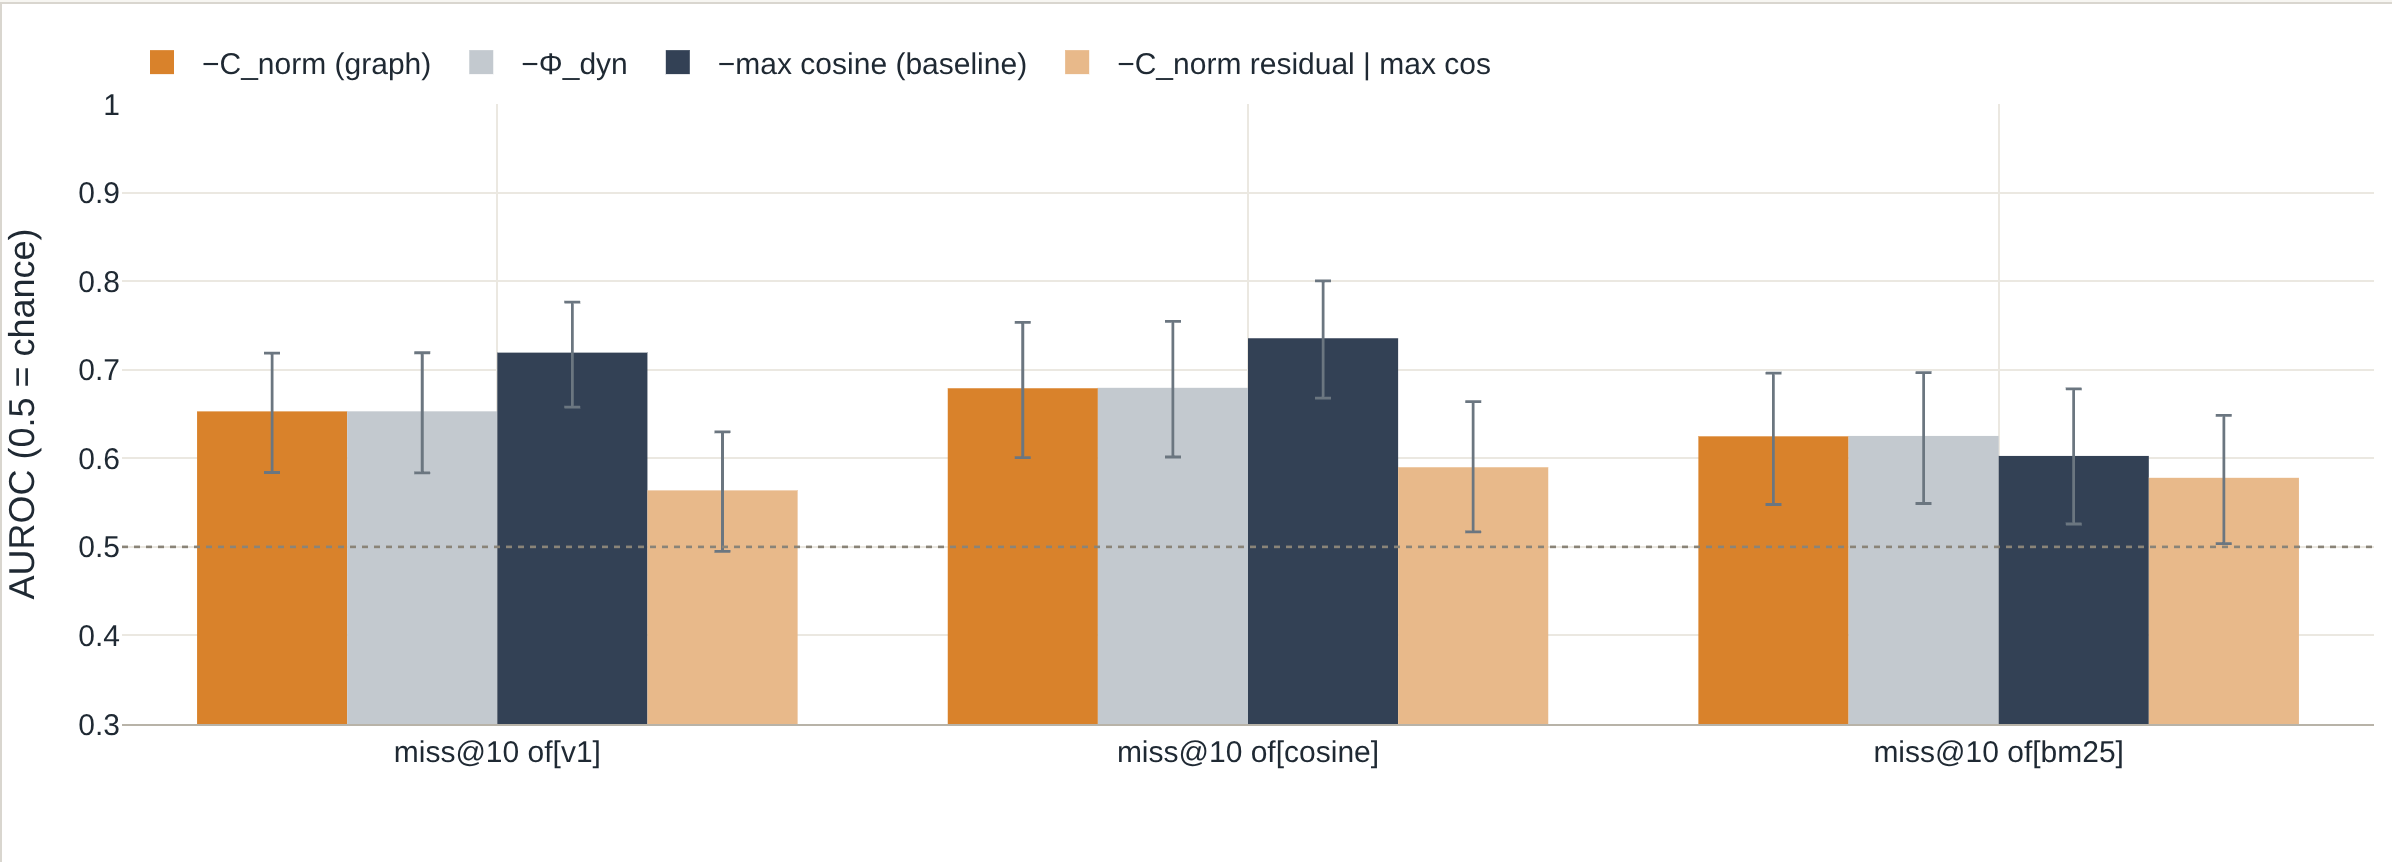 −C_norm (graph) −Φ_dyn −max cosine (baseline) −C_norm residual | max cos
AUROC (0.5 = chance)
1
0.9
0.8
0.7
0.6
0.5
0.4
0.3
miss@10 of[v1] miss@10 of[cosine] miss@10 of[bm25]